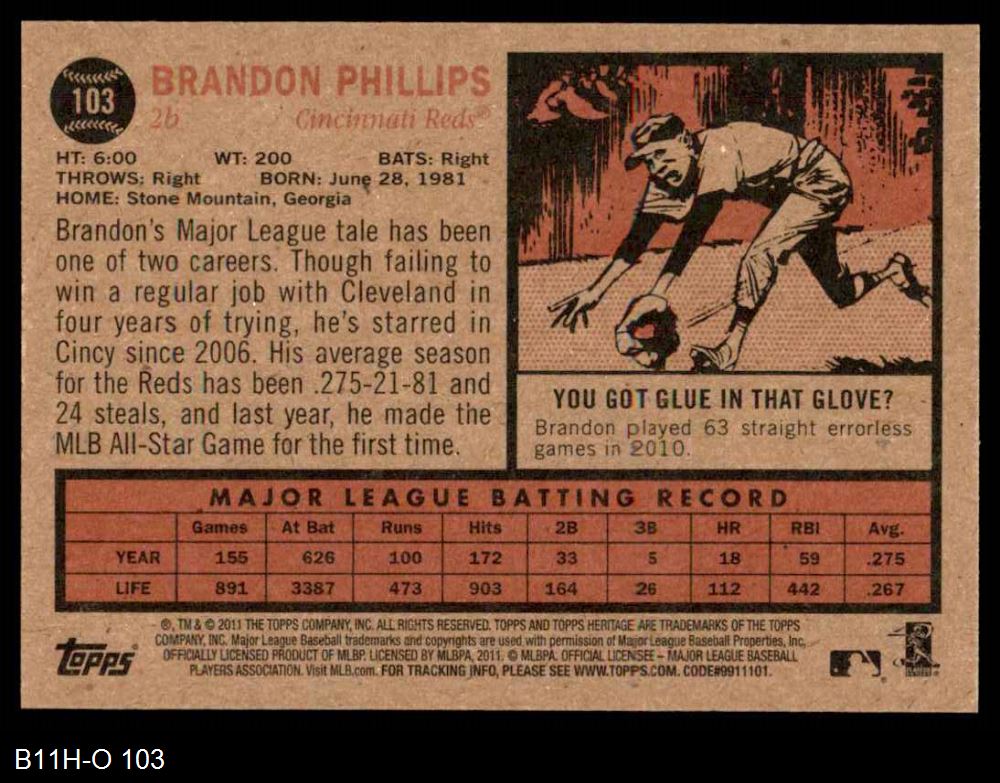 103
BRANDON PHILLIPS
2b Cincinnati Reds®
HT: 6:00 WT: 200 BATS: Right
THROWS: Right BORN: June 28, 1981
HOME: Stone Mountain, Georgia
Brandon's Major League tale has been
one of two careers. Though failing to
win a regular job with Cleveland in
four years of trying, he's starred in
Cincy since 2006. His average season
for the Reds has been .275-21-81 and
24 steals, and last year, he made the
MLB All-Star Game for the first time.
YOU GOT GLUE IN THAT GLOVE?
Brandon played 63 straight errorless
games in 2010.
MAJOR LEAGUE BATTING RECORD
Games At Bat Runs Hits 2B 3B HR RBI Avg.
YEAR 155 626 100 172 33 5 18 59 .275
LIFE 891 3387 473 903 164 26 112 442 .267
®, TM & © 2011 THE TOPPS COMPANY, INC. ALL RIGHTS RESERVED. TOPPS AND TOPPS HERITAGE ARE TRADEMARKS OF THE TOPPS
COMPANY, INC. Major League Baseball trademarks and copyrights are used with permission of Major League Baseball Properties, Inc.
OFFICIALLY LICENSED PRODUCT OF MLBP. LICENSED BY MLBPA, 2011. © MLBPA. OFFICIAL LICENSEE – MAJOR LEAGUE BASEBALL
PLAYERS ASSOCIATION. Visit MLB.com. FOR TRACKING INFO, PLEASE SEE WWW.TOPPS.COM. CODE#9911101.
Topps
B11H-O 103